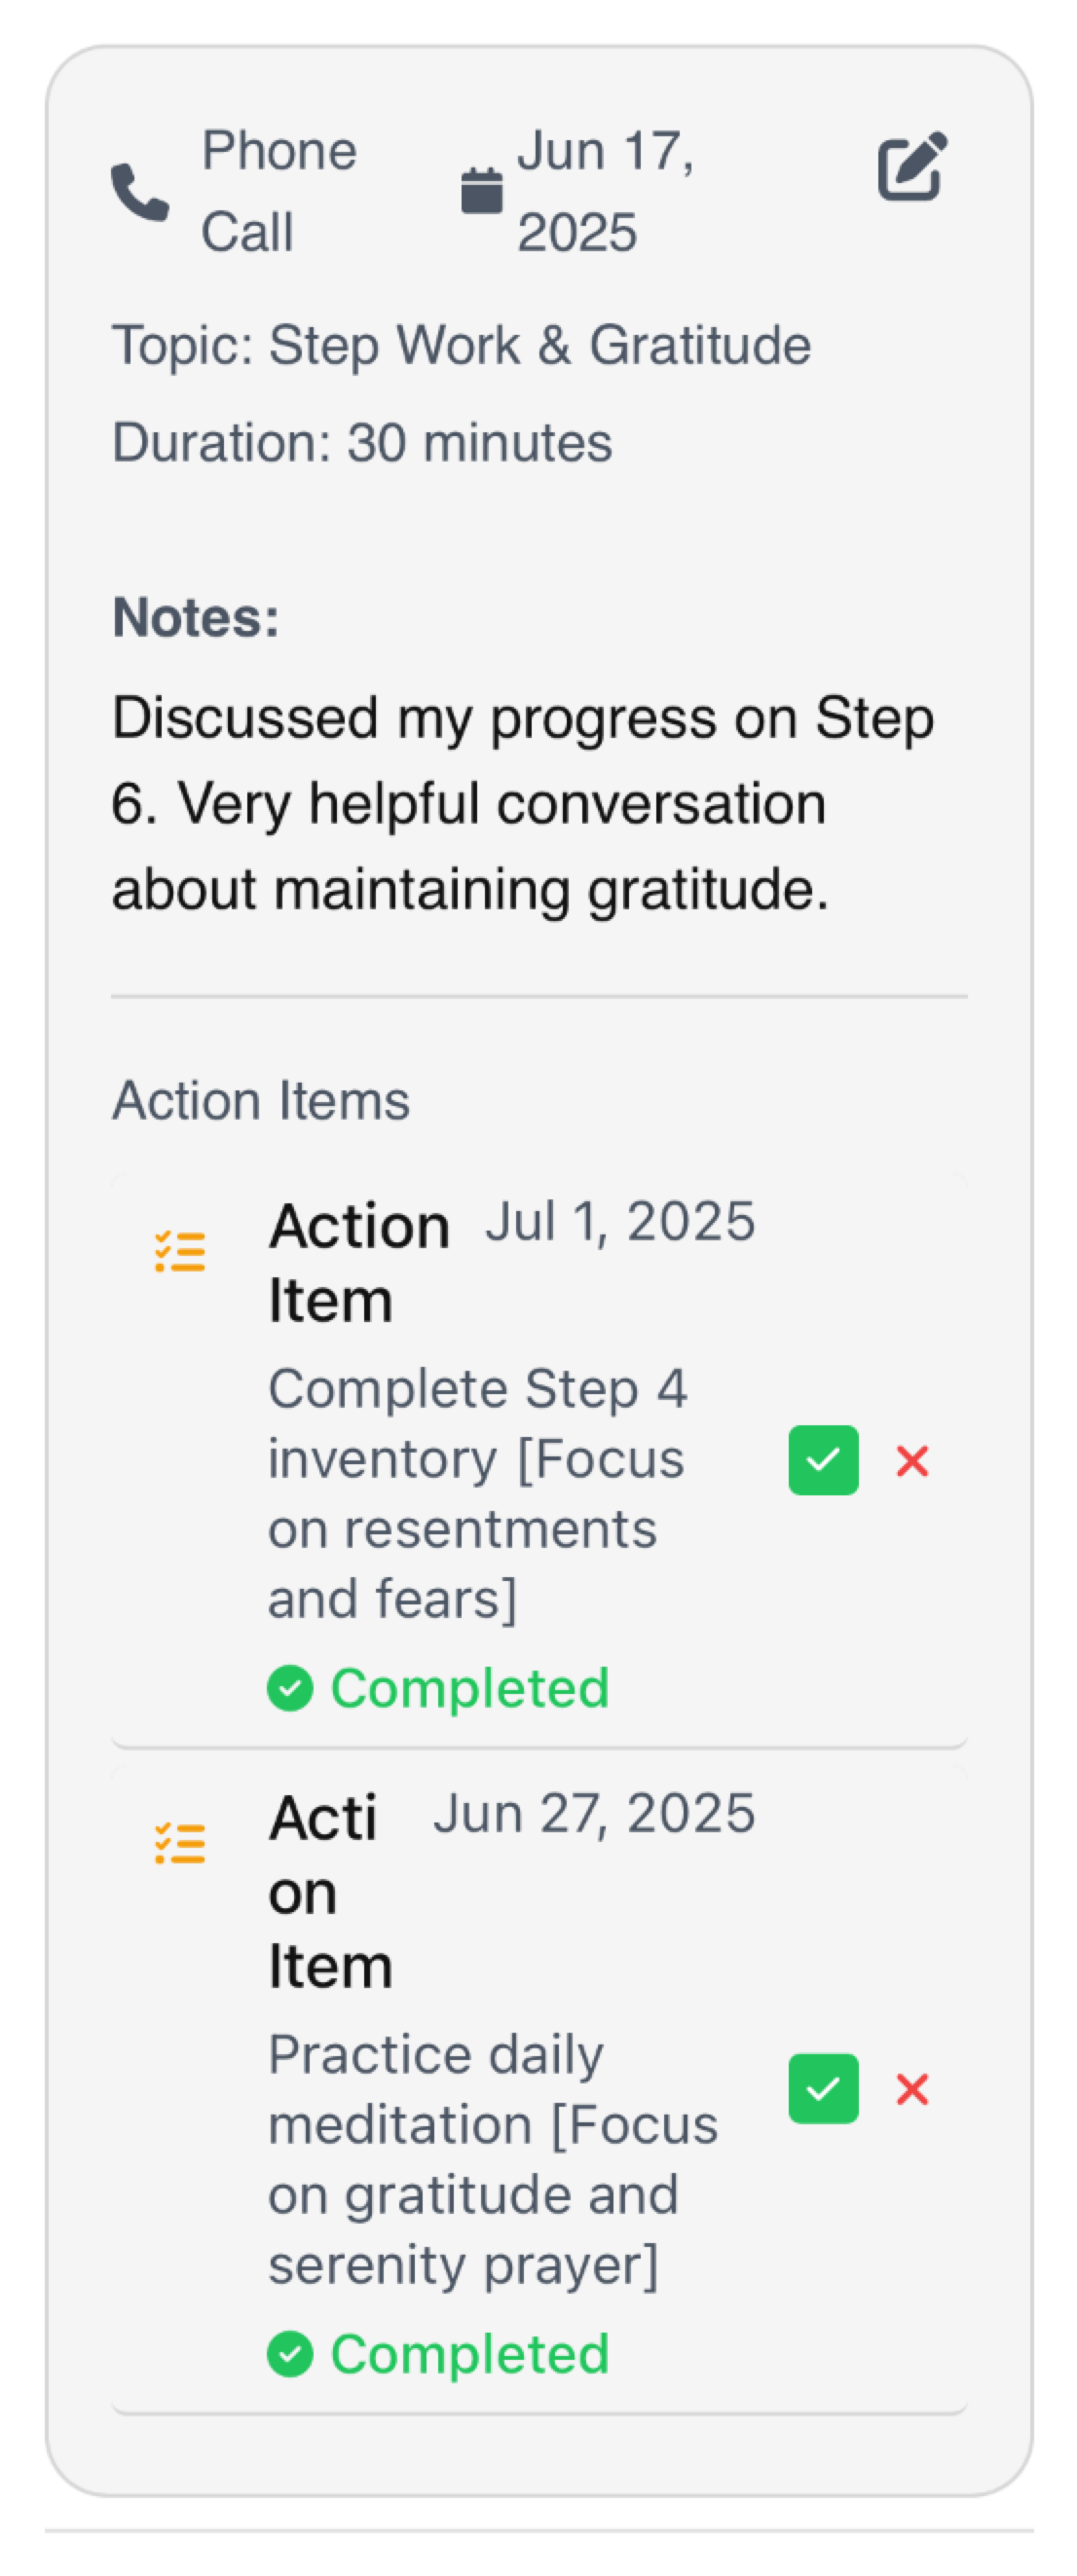 Phone
Call
Jun 17,
2025
Topic: Step Work & Gratitude
Duration: 30 minutes
Notes:
Discussed my progress on Step
6. Very helpful conversation
about maintaining gratitude.
Action Items
Action
Item
Jul 1, 2025
Complete Step 4
inventory [Focus
on resentments
and fears]
Completed
Acti
on
Item
Jun 27, 2025
Practice daily
meditation [Focus
on gratitude and
serenity prayer]
Completed